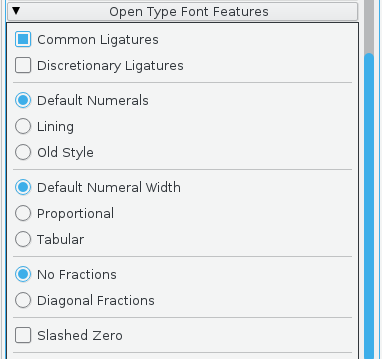 Open Type Font Features
Common Ligatures
Discretionary Ligatures
Default Numerals
Lining
Old Style
Default Numeral Width
Proportional
Tabular
No Fractions
Diagonal Fractions
Slashed Zero